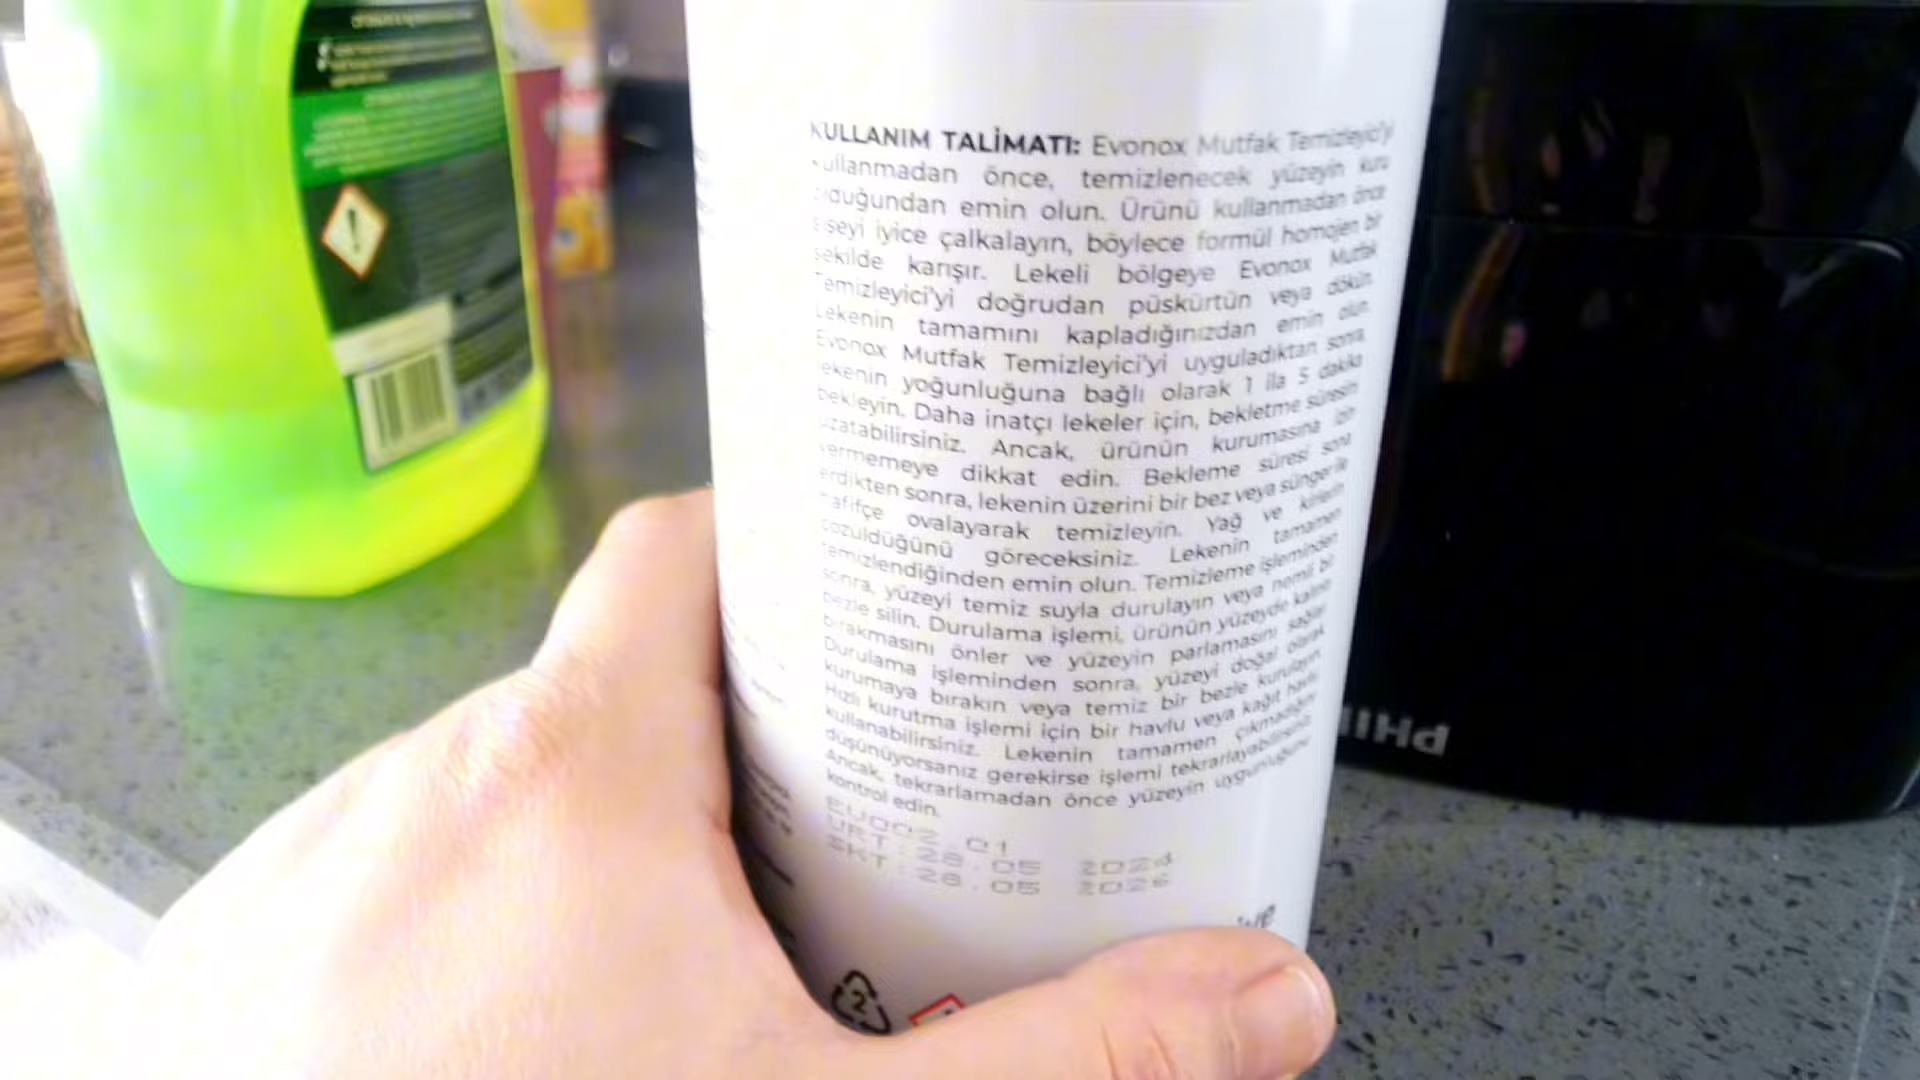 KULLANIM TALİMATI: Evonox Mutfak Temizleyici'yi
kullanmadan önce, temizlenecek yüzeyin kuru
olduğundan emin olun. Ürünü kullanmadan önce
şişeyi iyice çalkalayın, böylece formül homojen bir
şekilde karışır. Lekeli bölgeye Evonox Mutfak
Temizleyici'yi doğrudan püskürtün veya dökün.
Lekenin tamamını kapladığınızdan emin olun.
Evonox Mutfak Temizleyici'yi uyguladıktan sonra,
lekenin yoğunluğuna bağlı olarak 1 ila 5 dakika
bekleyin. Daha inatçı lekeler için, bekletme süresin
uzatabilirsiniz. Ancak, ürünün kurumasına izin
vermemeye dikkat edin. Bekleme süresi sona
erdikten sonra, lekenin üzerini bir bez veya sünger ile
hafifçe ovalayarak temizleyin. Yağ ve kirlerin
çözüldüğünü göreceksiniz. Lekenin tamamen
temizlendiğinden emin olun. Temizleme işleminden
sonra, yüzeyi temiz suyla durulayın veya nemli bir
bezle silin. Durulama işlemi, ürünün yüzeyde kalıntı
bırakmasını önler ve yüzeyin parlamasını sağlar.
Durulama işleminden sonra, yüzeyi doğal olarak
kurumaya bırakın veya temiz bir bezle kurulayın.
Hızlı kurutma işlemi için bir havlu veya kağıt havlu
kullanabilirsiniz. Lekenin tamamen çıkmadığını
düşünüyorsanız gerekirse işlemi tekrarlayabilirsiniz.
Ancak, tekrarlamadan önce yüzeyin uygunluğunu
kontrol edin.
EU002 01
URT : 28.05 2024
SKT : 28.05 2026
2
PHILI